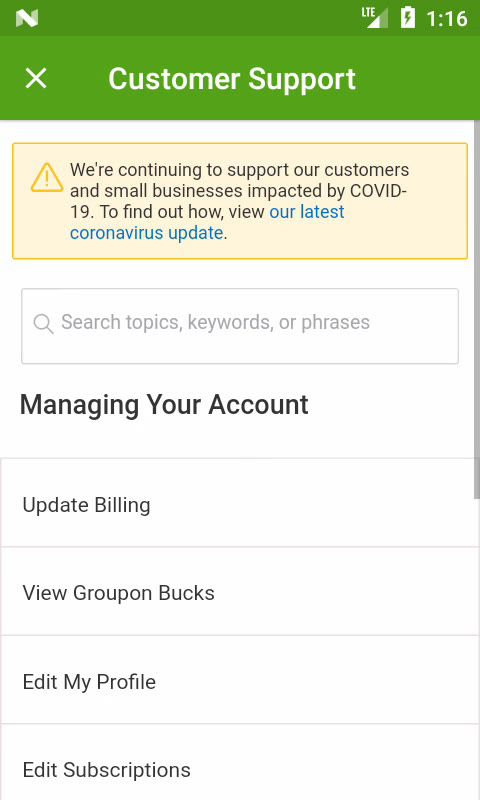 LTE 1:16
Customer Support
We're continuing to support our customers
and small businesses impacted by COVID-
19. To find out how, view our latest
coronavirus update.
Search topics, keywords, or phrases
Managing Your Account
Update Billing
View Groupon Bucks
Edit My Profile
Edit Subscriptions